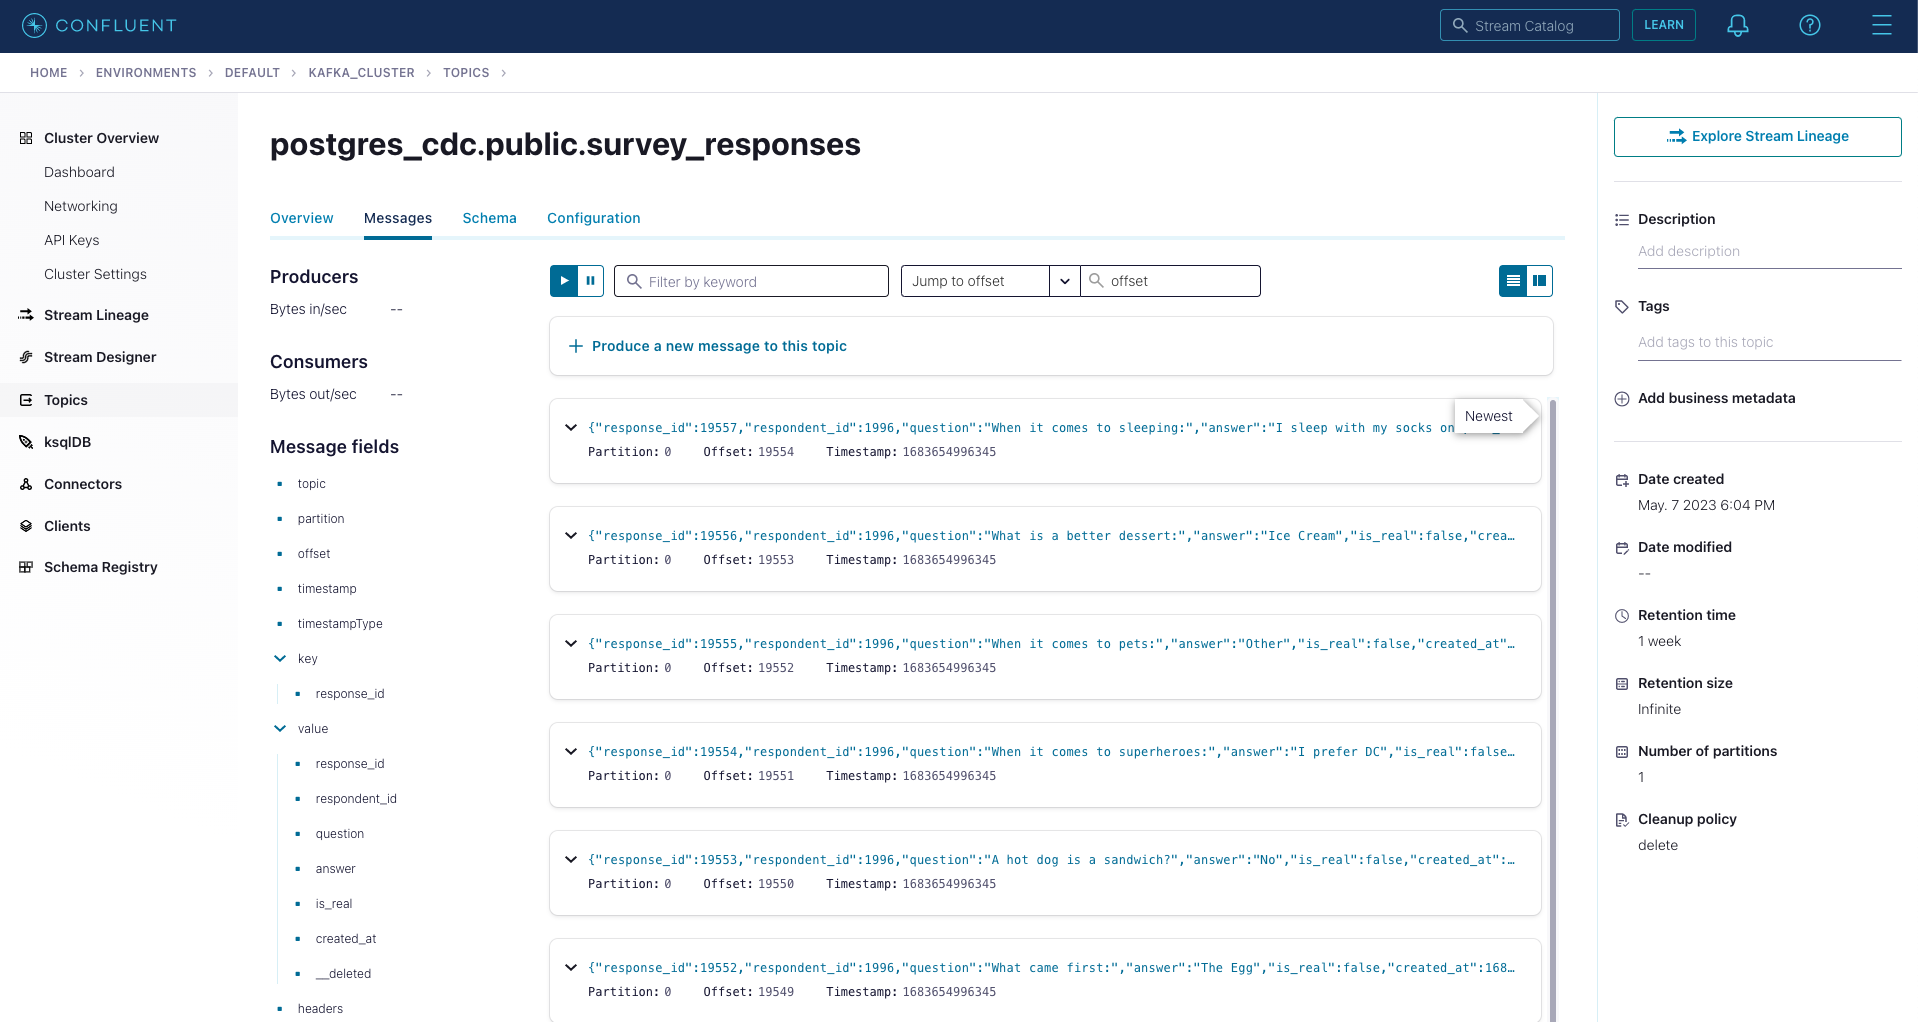 CONFLUENT
Stream Catalog
LEARN
HOME > ENVIRONMENTS > DEFAULT > KAFKA_CLUSTER > TOPICS >
Cluster Overview
Dashboard
Networking
API Keys
Cluster Settings
Stream Lineage
Stream Designer
Topics
ksqlDB
Connectors
Clients
Schema Registry
postgres_cdc.public.survey_responses
Overview Messages Schema Configuration
Producers
Bytes in/sec --
Consumers
Bytes out/sec --
Message fields
topic
partition
offset
timestamp
timestampType
key
response_id
value
response_id
respondent_id
question
answer
is_real
created_at
__deleted
headers
Filter by keyword
Jump to offset
offset
Produce a new message to this topic
Newest
{"response_id":19557,"respondent_id":1996,"question":"When it comes to sleeping:","answer":"I sleep with my socks on
Partition: 0 Offset: 19554 Timestamp: 1683654996345
{"response_id":19556,"respondent_id":1996,"question":"What is a better dessert:","answer":"Ice Cream","is_real":false,"crea…
Partition: 0 Offset: 19553 Timestamp: 1683654996345
{"response_id":19555,"respondent_id":1996,"question":"When it comes to pets:","answer":"Other","is_real":false,"created_at"…
Partition: 0 Offset: 19552 Timestamp: 1683654996345
{"response_id":19554,"respondent_id":1996,"question":"When it comes to superheroes:","answer":"I prefer DC","is_real":false…
Partition: 0 Offset: 19551 Timestamp: 1683654996345
{"response_id":19553,"respondent_id":1996,"question":"A hot dog is a sandwich?","answer":"No","is_real":false,"created_at":…
Partition: 0 Offset: 19550 Timestamp: 1683654996345
{"response_id":19552,"respondent_id":1996,"question":"What came first:","answer":"The Egg","is_real":false,"created_at":168…
Partition: 0 Offset: 19549 Timestamp: 1683654996345
Explore Stream Lineage
Description
Add description
Tags
Add tags to this topic
Add business metadata
Date created
May. 7 2023 6:04 PM
Date modified
--
Retention time
1 week
Retention size
Infinite
Number of partitions
1
Cleanup policy
delete